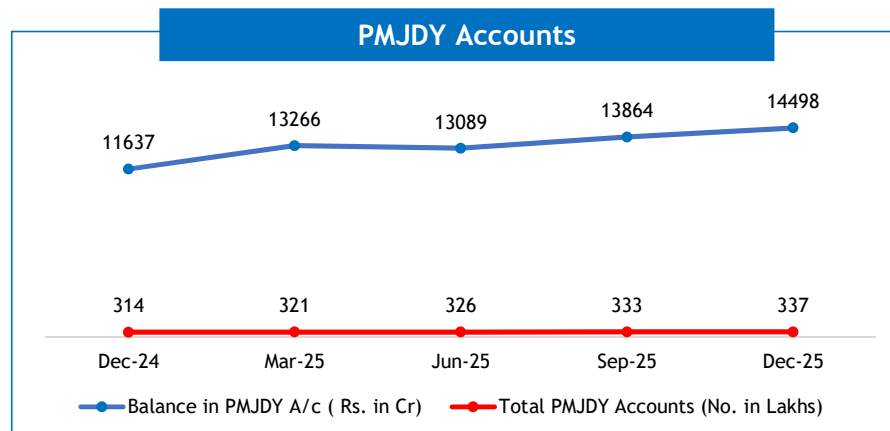 PMJDY Accounts
11637
13266
13089
13864
14498
314
321
326
333
337
Dec-24
Mar-25
Jun-25
Sep-25
Dec-25
Balance in PMJDY A/c ( Rs. in Cr)
Total PMJDY Accounts (No. in Lakhs)